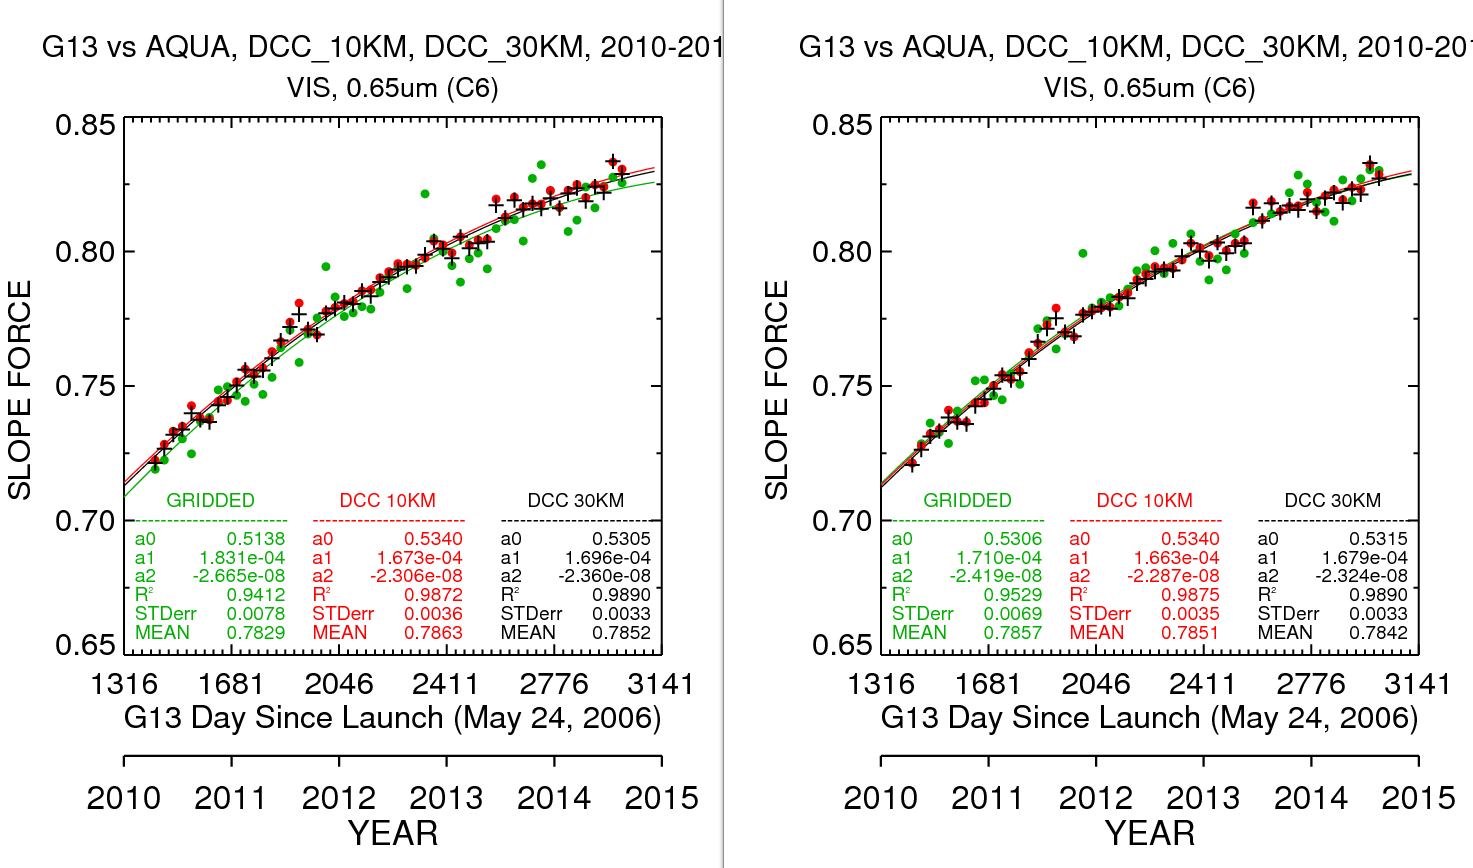 G13 vs AQUA, DCC_10KM, DCC_30KM, 2010-201
VIS, 0.65um (C6)
0.85
0.80
0.75
0.70
0.65
SLOPE FORCE
GRIDDED DCC 10KM DCC 30KM
a0 0.5138 a0 0.5340 a0 0.5305
a1 1.831e-04 a1 1.673e-04 a1 1.696e-04
a2 -2.665e-08 a2 -2.306e-08 a2 -2.360e-08
R² 0.9412 R² 0.9872 R² 0.9890
STDerr 0.0078 STDerr 0.0036 STDerr 0.0033
MEAN 0.7829 MEAN 0.7863 MEAN 0.7852
1316 1681 2046 2411 2776 3141
G13 Day Since Launch (May 24, 2006)
2010 2011 2012 2013 2014 2015
YEAR
G13 vs AQUA, DCC_10KM, DCC_30KM, 2010-20
VIS, 0.65um (C6)
0.85
0.80
0.75
0.70
0.65
SLOPE FORCE
GRIDDED DCC 10KM DCC 30KM
a0 0.5306 a0 0.5340 a0 0.5315
a1 1.710e-04 a1 1.663e-04 a1 1.679e-04
a2 -2.419e-08 a2 -2.287e-08 a2 -2.324e-08
R² 0.9529 R² 0.9875 R² 0.9890
STDerr 0.0069 STDerr 0.0035 STDerr 0.0033
MEAN 0.7857 MEAN 0.7851 MEAN 0.7842
1316 1681 2046 2411 2776 3141
G13 Day Since Launch (May 24, 2006)
2010 2011 2012 2013 2014 2015
YEAR